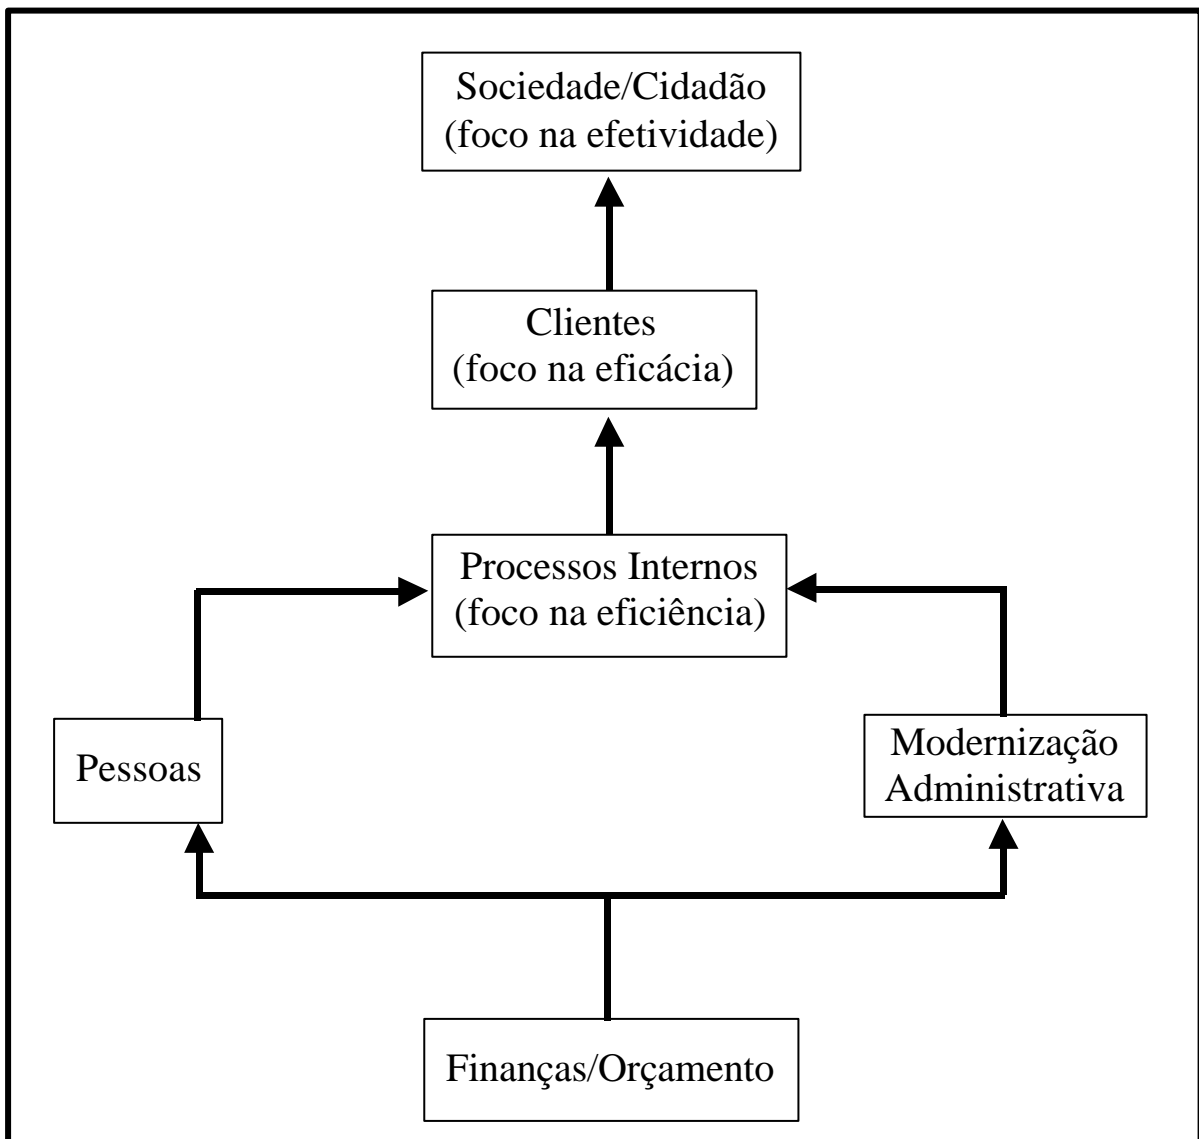 Sociedade/Cidadão
(foco na efetividade)
Clientes
(foco na eficácia)
Processos Internos
(foco na eficiência)
Pessoas
Modernização
Administrativa
Finanças/Orçamento